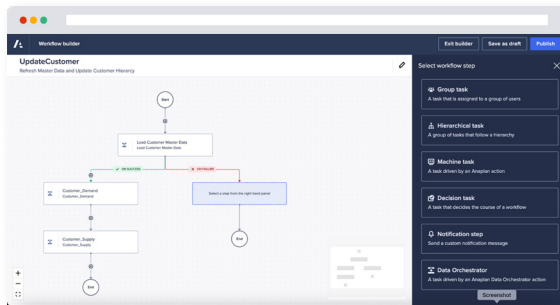 Workflow builder
Exit builder
Save as draft
Publish
UpdateCustomer
Refresh Master Data and Update Customer Hierarcy
Start
Load Customer Master Data
Load Customer Master Data
ON SUCCESS
ON FAILURE
Customer_Demand
Customer_Demand
Select a step from the right hand panel
Customer_Supply
Customer_Supply
End
End
Select workflow step
Group task
A task that is assigned to a group of users
Hierarchical task
A group of tasks that follow a hierarchy
Machine task
A task driven by an Anaplan action
Decision task
A task that decides the course of a workflow
Notification step
Send a custom notification message
Data Orchestrator
A task driven by an Anaplan Data Orchestrator action
Screenshot